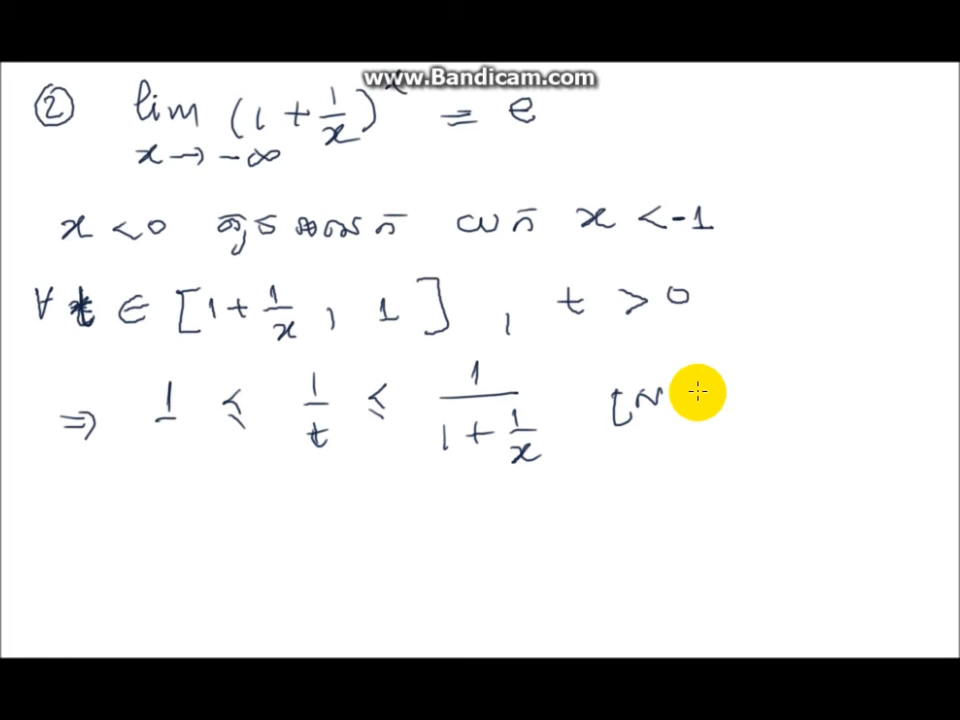 www.Bandicam.com
② lim (1 + 1/x)^x = e
x → -∞
x < 0 x < -1
∀ t ∈ [1 + 1/x , 1] , t > 0
⇒ 1 ≤ 1/t ≤ 1/(1 + 1/x)